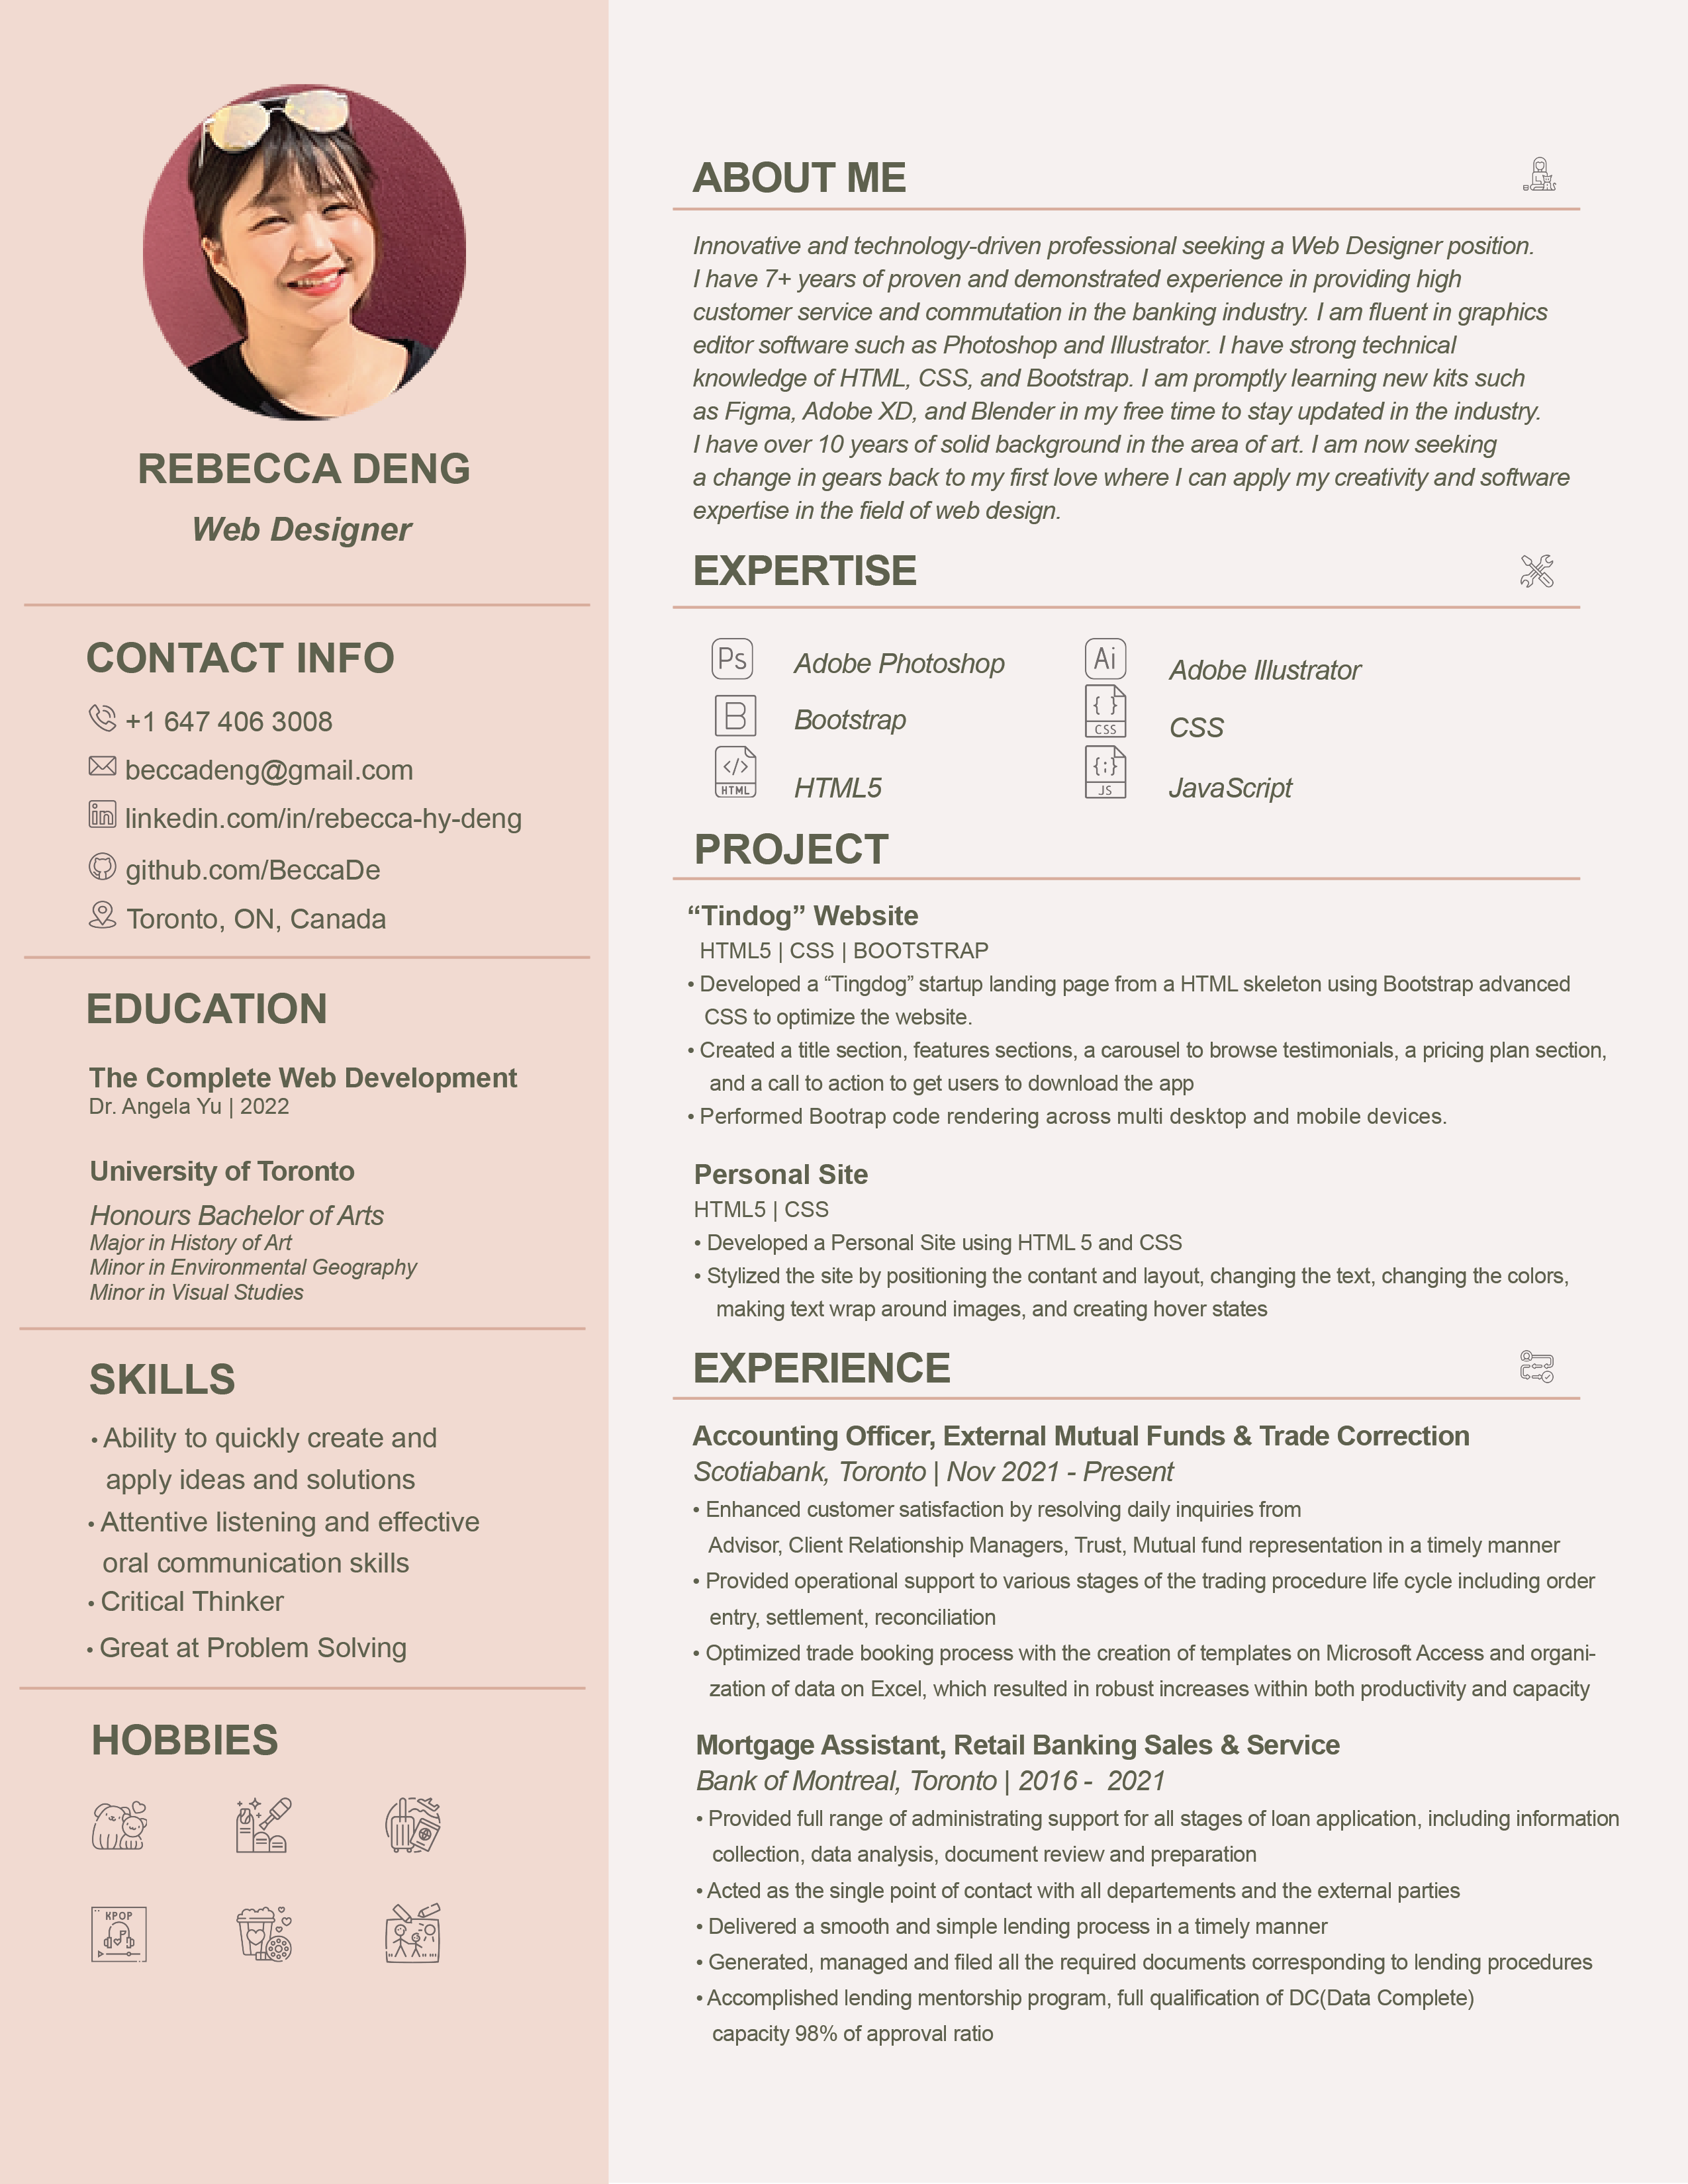 REBECCA DENG
Web Designer
CONTACT INFO
+1 647 406 3008
beccadeng@gmail.com
linkedin.com/in/rebecca-hy-deng
github.com/BeccaDe
Toronto, ON, Canada
EDUCATION
The Complete Web Development
Dr. Angela Yu | 2022
University of Toronto
Honours Bachelor of Arts
Major in History of Art
Minor in Environmental Geography
Minor in Visual Studies
SKILLS
• Ability to quickly create and
apply ideas and solutions
• Attentive listening and effective
oral communication skills
• Critical Thinker
• Great at Problem Solving
HOBBIES
KPOP
ABOUT ME
Innovative and technology-driven professional seeking a Web Designer position.
I have 7+ years of proven and demonstrated experience in providing high
customer service and commutation in the banking industry. I am fluent in graphics
editor software such as Photoshop and Illustrator. I have strong technical
knowledge of HTML, CSS, and Bootstrap. I am promptly learning new kits such
as Figma, Adobe XD, and Blender in my free time to stay updated in the industry.
I have over 10 years of solid background in the area of art. I am now seeking
a change in gears back to my first love where I can apply my creativity and software
expertise in the field of web design.
EXPERTISE
Ps Adobe Photoshop Ai Adobe Illustrator
B Bootstrap { } CSS CSS
</> HTML HTML5 {;} JS JavaScript
PROJECT
“Tindog” Website
HTML5 | CSS | BOOTSTRAP
• Developed a “Tingdog” startup landing page from a HTML skeleton using Bootstrap advanced
CSS to optimize the website.
• Created a title section, features sections, a carousel to browse testimonials, a pricing plan section,
and a call to action to get users to download the app
• Performed Bootrap code rendering across multi desktop and mobile devices.
Personal Site
HTML5 | CSS
• Developed a Personal Site using HTML 5 and CSS
• Stylized the site by positioning the contant and layout, changing the text, changing the colors,
making text wrap around images, and creating hover states
EXPERIENCE
Accounting Officer, External Mutual Funds & Trade Correction
Scotiabank, Toronto | Nov 2021 - Present
• Enhanced customer satisfaction by resolving daily inquiries from
Advisor, Client Relationship Managers, Trust, Mutual fund representation in a timely manner
• Provided operational support to various stages of the trading procedure life cycle including order
entry, settlement, reconciliation
• Optimized trade booking process with the creation of templates on Microsoft Access and organi-
zation of data on Excel, which resulted in robust increases within both productivity and capacity
Mortgage Assistant, Retail Banking Sales & Service
Bank of Montreal, Toronto | 2016 - 2021
• Provided full range of administrating support for all stages of loan application, including information
collection, data analysis, document review and preparation
• Acted as the single point of contact with all departements and the external parties
• Delivered a smooth and simple lending process in a timely manner
• Generated, managed and filed all the required documents corresponding to lending procedures
• Accomplished lending mentorship program, full qualification of DC(Data Complete)
capacity 98% of approval ratio